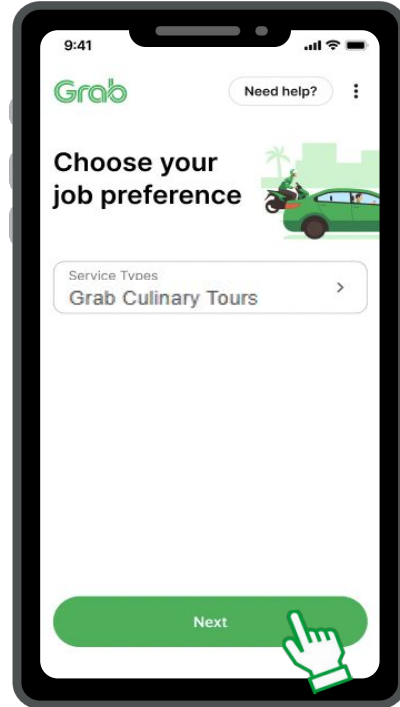 9:41
Grab
Need help?
Choose your
job preference
Service Types
Grab Culinary Tours
Next